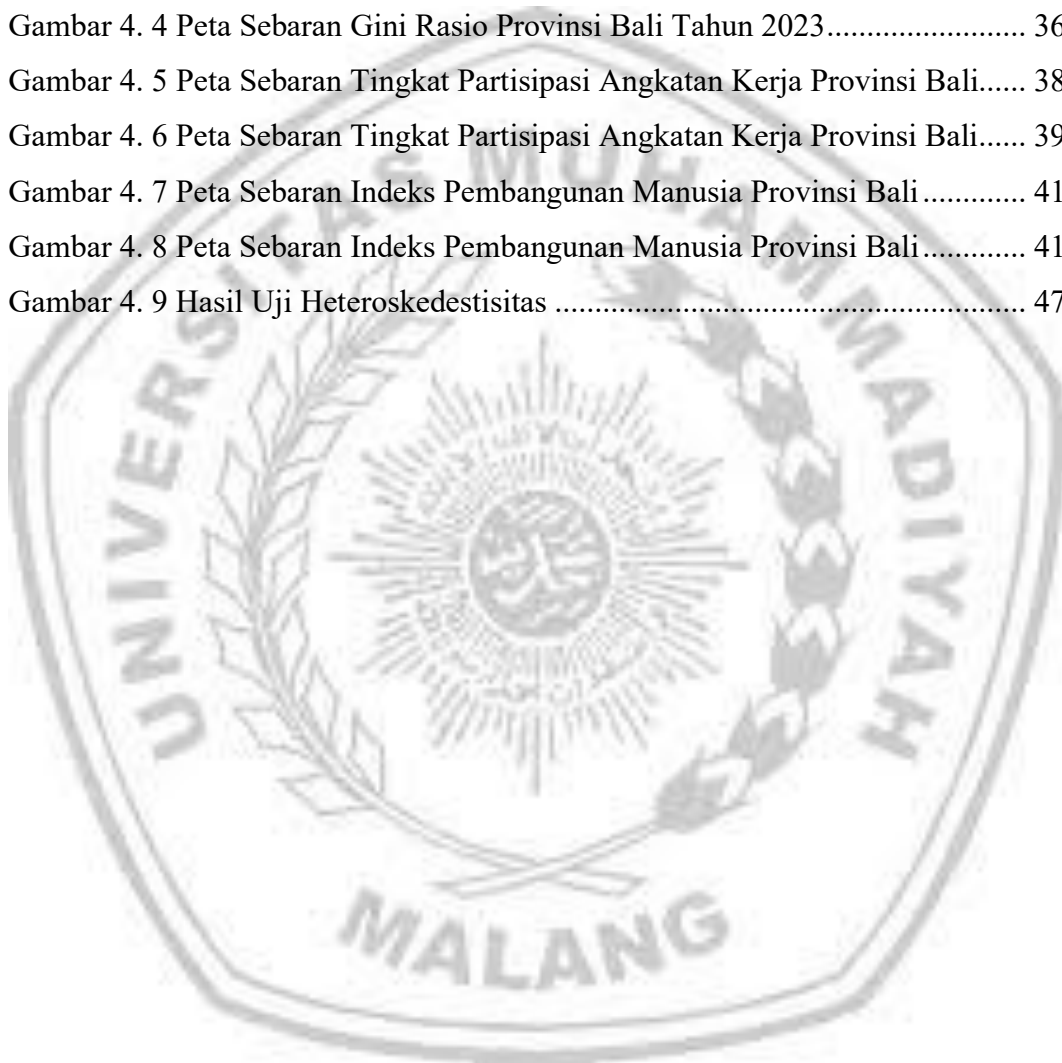 Gambar 4. 4 Peta Sebaran Gini Rasio Provinsi Bali Tahun 2023........................ 36
Gambar 4. 5 Peta Sebaran Tingkat Partisipasi Angkatan Kerja Provinsi Bali...... 38
Gambar 4. 6 Peta Sebaran Tingkat Partisipasi Angkatan Kerja Provinsi Bali...... 39
Gambar 4. 7 Peta Sebaran Indeks Pembangunan Manusia Provinsi Bali............. 41
Gambar 4. 8 Peta Sebaran Indeks Pembangunan Manusia Provinsi Bali............. 41
Gambar 4. 9 Hasil Uji Heteroskedestisitas .......................................................... 47
UNIVERSITAS MUHAMMADIYAH
MALANG